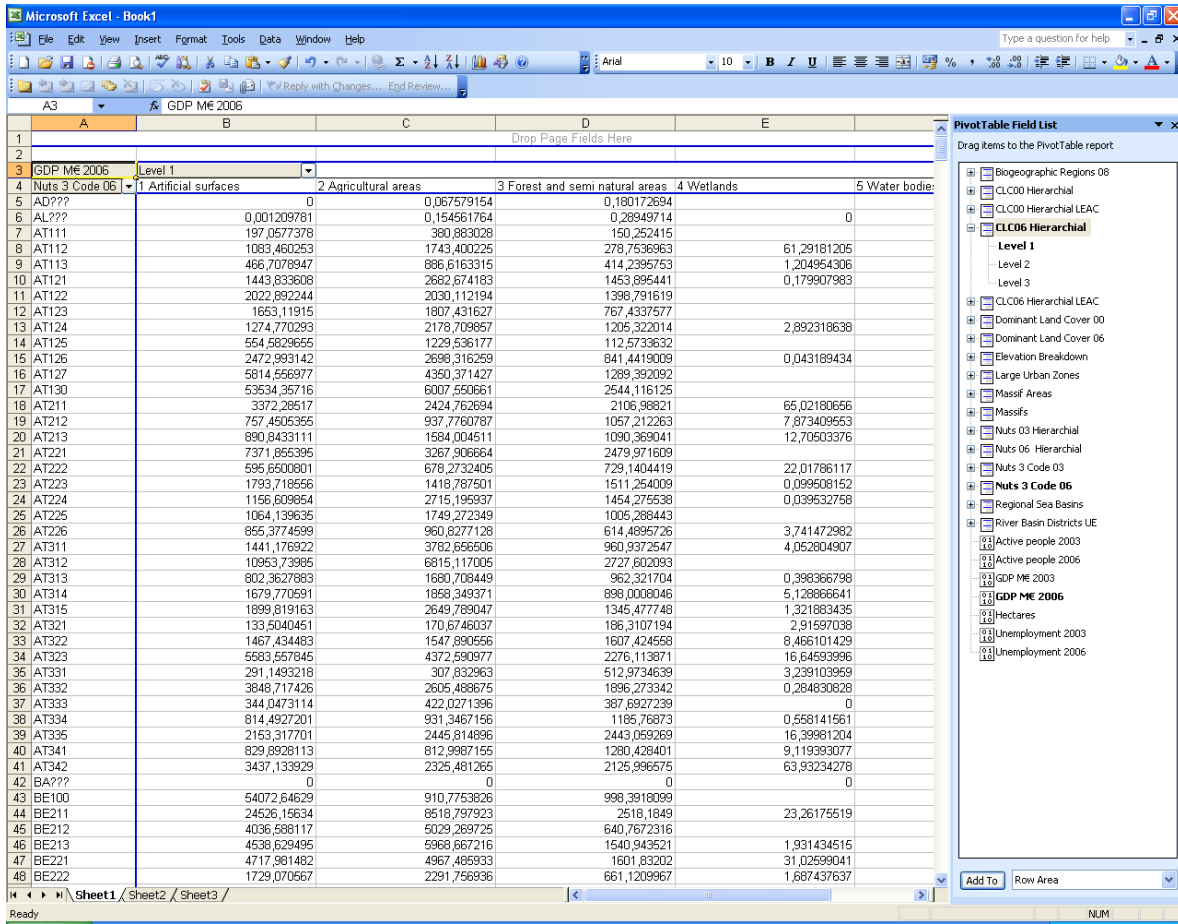 Microsoft Excel - Book1
File Edit View Insert Format Tools Data Window Help Type a question for help
Arial 10 B I U
Reply with Changes... End Review...
A3 fx GDP M€ 2006
A B C D E
1 Drop Page Fields Here
2
3 GDP M€ 2006 Level 1
4 Nuts 3 Code 06 1 Artificial surfaces 2 Agricultural areas 3 Forest and semi natural areas 4 Wetlands 5 Water bodies
5 AD??? 0 0,067579154 0,180172694
6 AL??? 0,001209781 0,154561764 0,28949714 0
7 AT111 197,0577378 380,883028 150,252415
8 AT112 1083,460253 1743,400225 278,7536963 61,29181205
9 AT113 466,7078947 886,6163315 414,2395753 1,204954306
10 AT121 1443,833608 2682,674183 1453,895441 0,179907983
11 AT122 2022,892244 2030,112194 1398,791619
12 AT123 1653,11915 1807,431627 767,4337577
13 AT124 1274,770293 2178,709857 1205,322014 2,892318638
14 AT125 554,5829655 1229,536177 112,5733632
15 AT126 2472,993142 2698,316259 841,4419009 0,043189434
16 AT127 5814,556977 4350,371427 1289,392092
17 AT130 53534,35716 6007,550661 2544,116125
18 AT211 3372,28517 2424,762694 2106,98821 65,02180656
19 AT212 757,4505355 937,7760787 1057,212263 7,873409553
20 AT213 890,8433111 1584,004511 1090,369041 12,70503376
21 AT221 7371,855395 3267,906664 2479,971609
22 AT222 595,6500801 678,2732405 729,1404419 22,01786117
23 AT223 1793,718556 1418,787501 1511,254009 0,099508152
24 AT224 1156,609854 2715,195937 1454,275538 0,039532758
25 AT225 1064,139635 1749,272349 1005,288443
26 AT226 855,3774599 960,8277128 614,4895726 3,741472982
27 AT311 1441,176922 3782,656506 960,9372547 4,052804907
28 AT312 10953,73985 6815,117005 2727,602093
29 AT313 802,3627883 1680,708449 962,321704 0,398366798
30 AT314 1679,770591 1858,349371 898,0008046 5,128866641
31 AT315 1899,819163 2649,789047 1345,477748 1,321883435
32 AT321 133,5040451 170,6746037 186,3107194 2,91597038
33 AT322 1467,434483 1547,890556 1607,424558 8,466101429
34 AT323 5583,557845 4372,590977 2276,113871 16,64593996
35 AT331 291,1493218 307,832963 512,9734639 3,239103959
36 AT332 3848,717426 2605,488675 1896,273342 0,284830828
37 AT333 344,0473114 422,0271396 387,6927239 0
38 AT334 814,4927201 931,3467156 1185,76873 0,558141561
39 AT335 2153,317701 2445,814896 2443,059269 16,39981204
40 AT341 829,8928113 812,9987155 1280,428401 9,119393077
41 AT342 3437,133929 2325,481265 2125,996575 63,93234278
42 BA??? 0 0 0 0
43 BE100 54072,64629 910,7753826 998,3918099
44 BE211 24526,15634 8518,797923 2518,1849 23,26175519
45 BE212 4036,588117 5029,269725 640,7672316
46 BE213 4538,629495 5968,667216 1540,943521 1,931434515
47 BE221 4717,981482 4967,485933 1601,83202 31,02599041
48 BE222 1729,070567 2291,756936 661,1209967 1,687437637
Sheet1 Sheet2 Sheet3
Ready NUM
PivotTable Field List
Drag items to the PivotTable report
Biogeographic Regions 08
CLC00 Hierarchial
CLC00 Hierarchial LEAC
CLC06 Hierarchial
Level 1
Level 2
Level 3
CLC06 Hierarchial LEAC
Dominant Land Cover 00
Dominant Land Cover 06
Elevation Breakdown
Large Urban Zones
Massif Areas
Massifs
Nuts 03 Hierarchial
Nuts 06 Hierarchial
Nuts 3 Code 03
Nuts 3 Code 06
Regional Sea Basins
River Basin Districts UE
Active people 2003
Active people 2006
GDP M€ 2003
GDP M€ 2006
Hectares
Unemployment 2003
Unemployment 2006
Add To Row Area